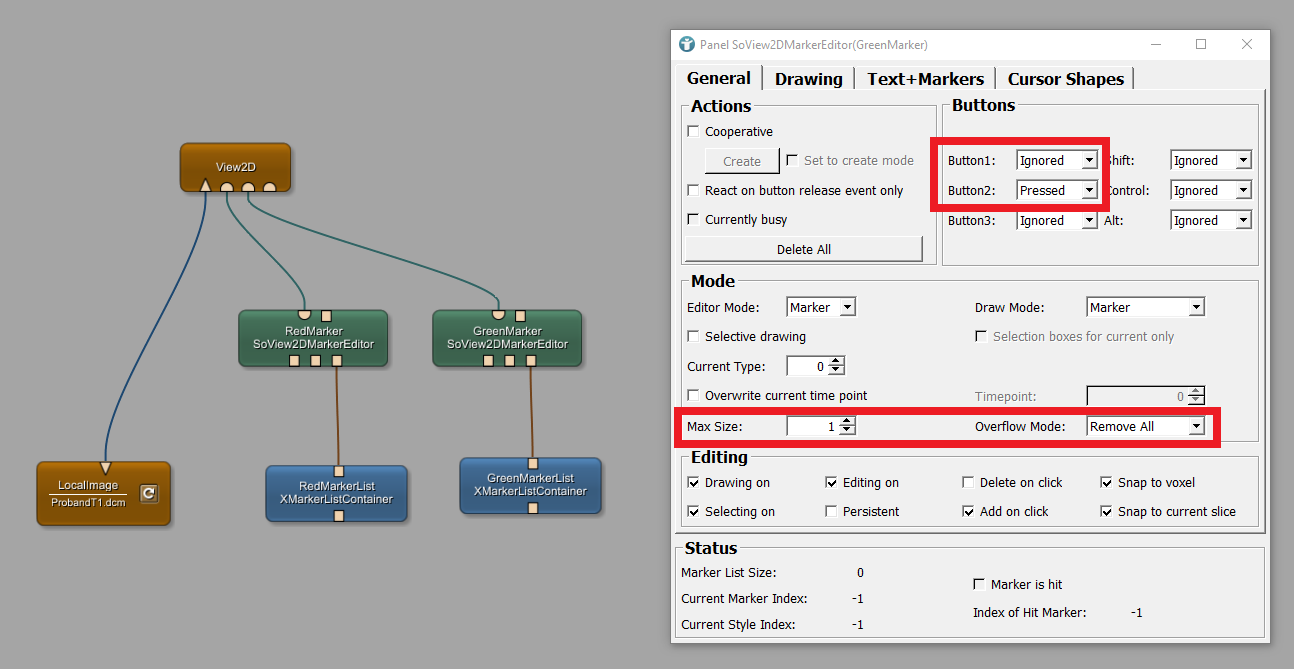 View2D
RedMarker
SoView2DMarkerEditor
GreenMarker
SoView2DMarkerEditor
LocalImage
ProbandT1.dcm
RedMarkerList
XMarkerListContainer
GreenMarkerList
XMarkerListContainer
Panel SoView2DMarkerEditor(GreenMarker)
General Drawing Text+Markers Cursor Shapes
Actions
Cooperative
Create Set to create mode
React on button release event only
Currently busy
Delete All
Buttons
Button1: Ignored Shift: Ignored
Button2: Pressed Control: Ignored
Button3: Ignored Alt: Ignored
Mode
Editor Mode: Marker Draw Mode: Marker
Selective drawing Selection boxes for current only
Current Type: 0
Overwrite current time point Timepoint: 0
Max Size: 1 Overflow Mode: Remove All
Editing
Drawing on Editing on Delete on click Snap to voxel
Selecting on Persistent Add on click Snap to current slice
Status
Marker List Size: 0
Marker is hit
Current Marker Index: -1
Index of Hit Marker: -1
Current Style Index: -1